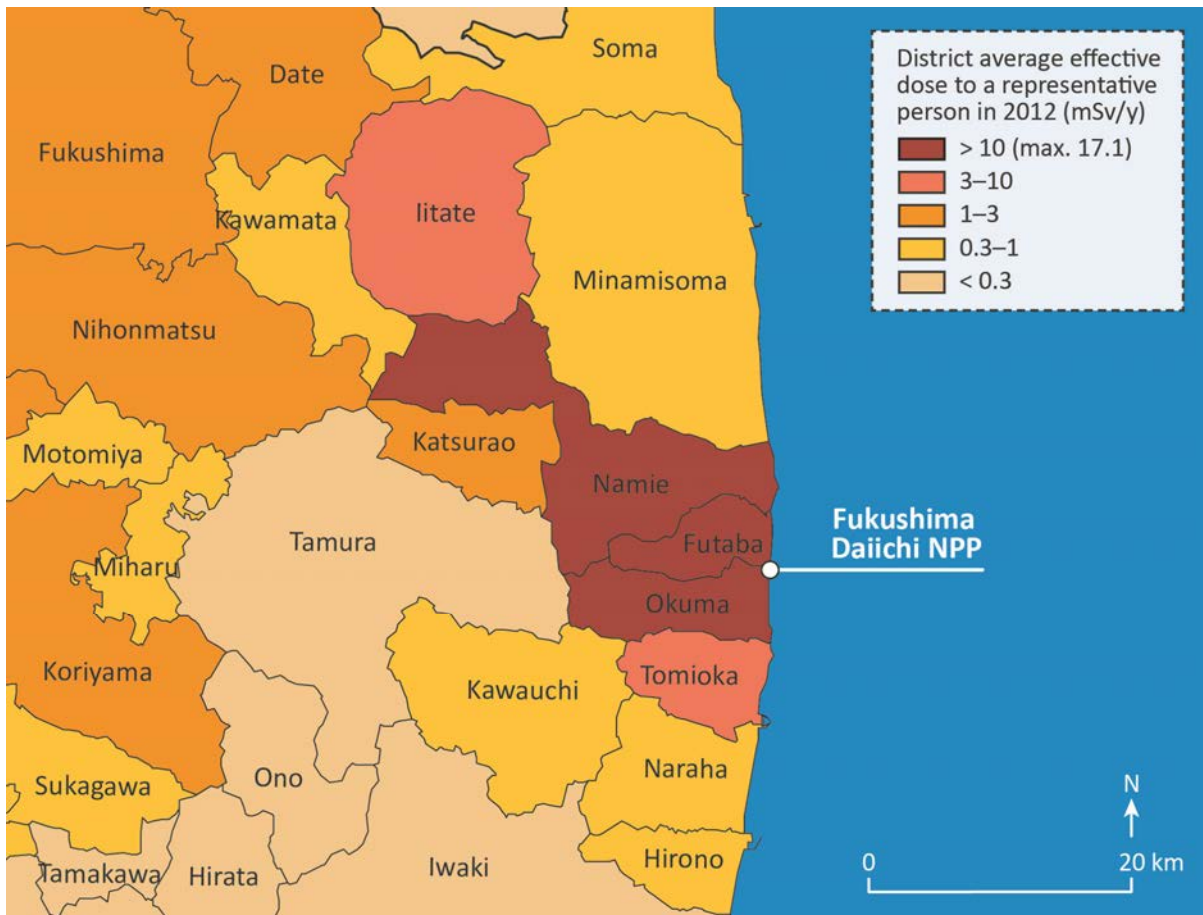 Soma
Date
Fukushima
Iitate
Kawamata
Minamisoma
Nihonmatsu
Katsurao
Motomiya
Namie
Futaba
Tamura
Miharu
Okuma
Koriyama
Tomioka
Kawauchi
Naraha
Ono
Sukagawa
Hirono
Iwaki
Tamakawa
Hirata
District average effective
dose to a representative
person in 2012 (mSv/y)
> 10 (max. 17.1)
3–10
1–3
0.3–1
< 0.3
Fukushima
Daiichi NPP
N
0 20 km